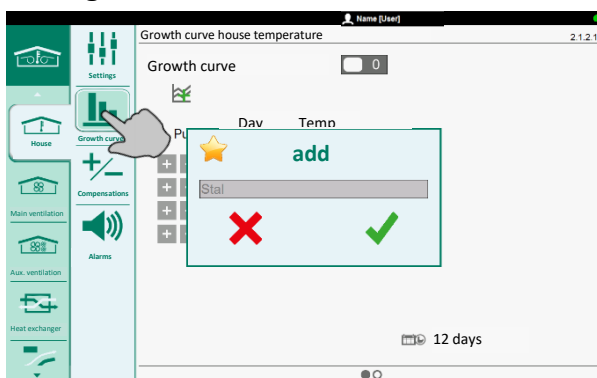 Name [User]
Growth curve house temperature
2.1.2.1
Settings
Growth curve
0
Growth curve
Day Temp
House
add
Stal
Compensations
Main ventilation
Alarms
Aux. ventilation
Heat exchanger
12 days